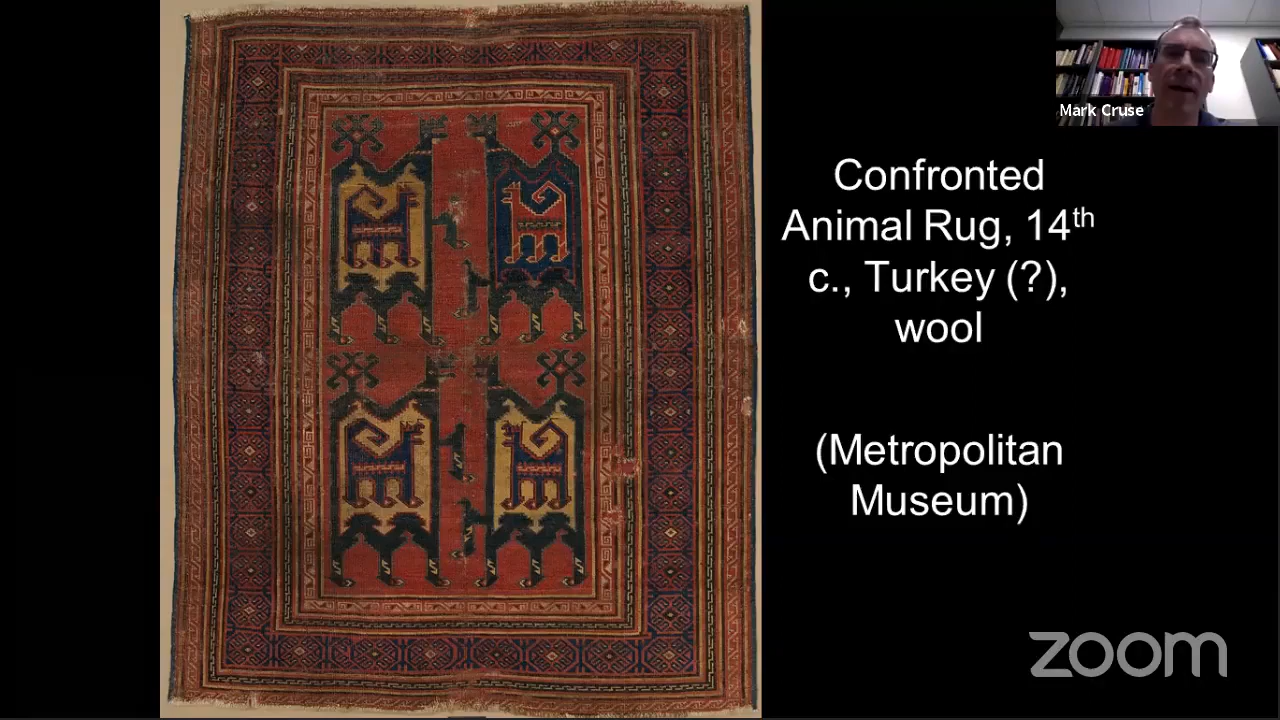 Mark Cruse
Confronted
Animal Rug, 14th
c., Turkey (?),
wool
(Metropolitan
Museum)
zoom